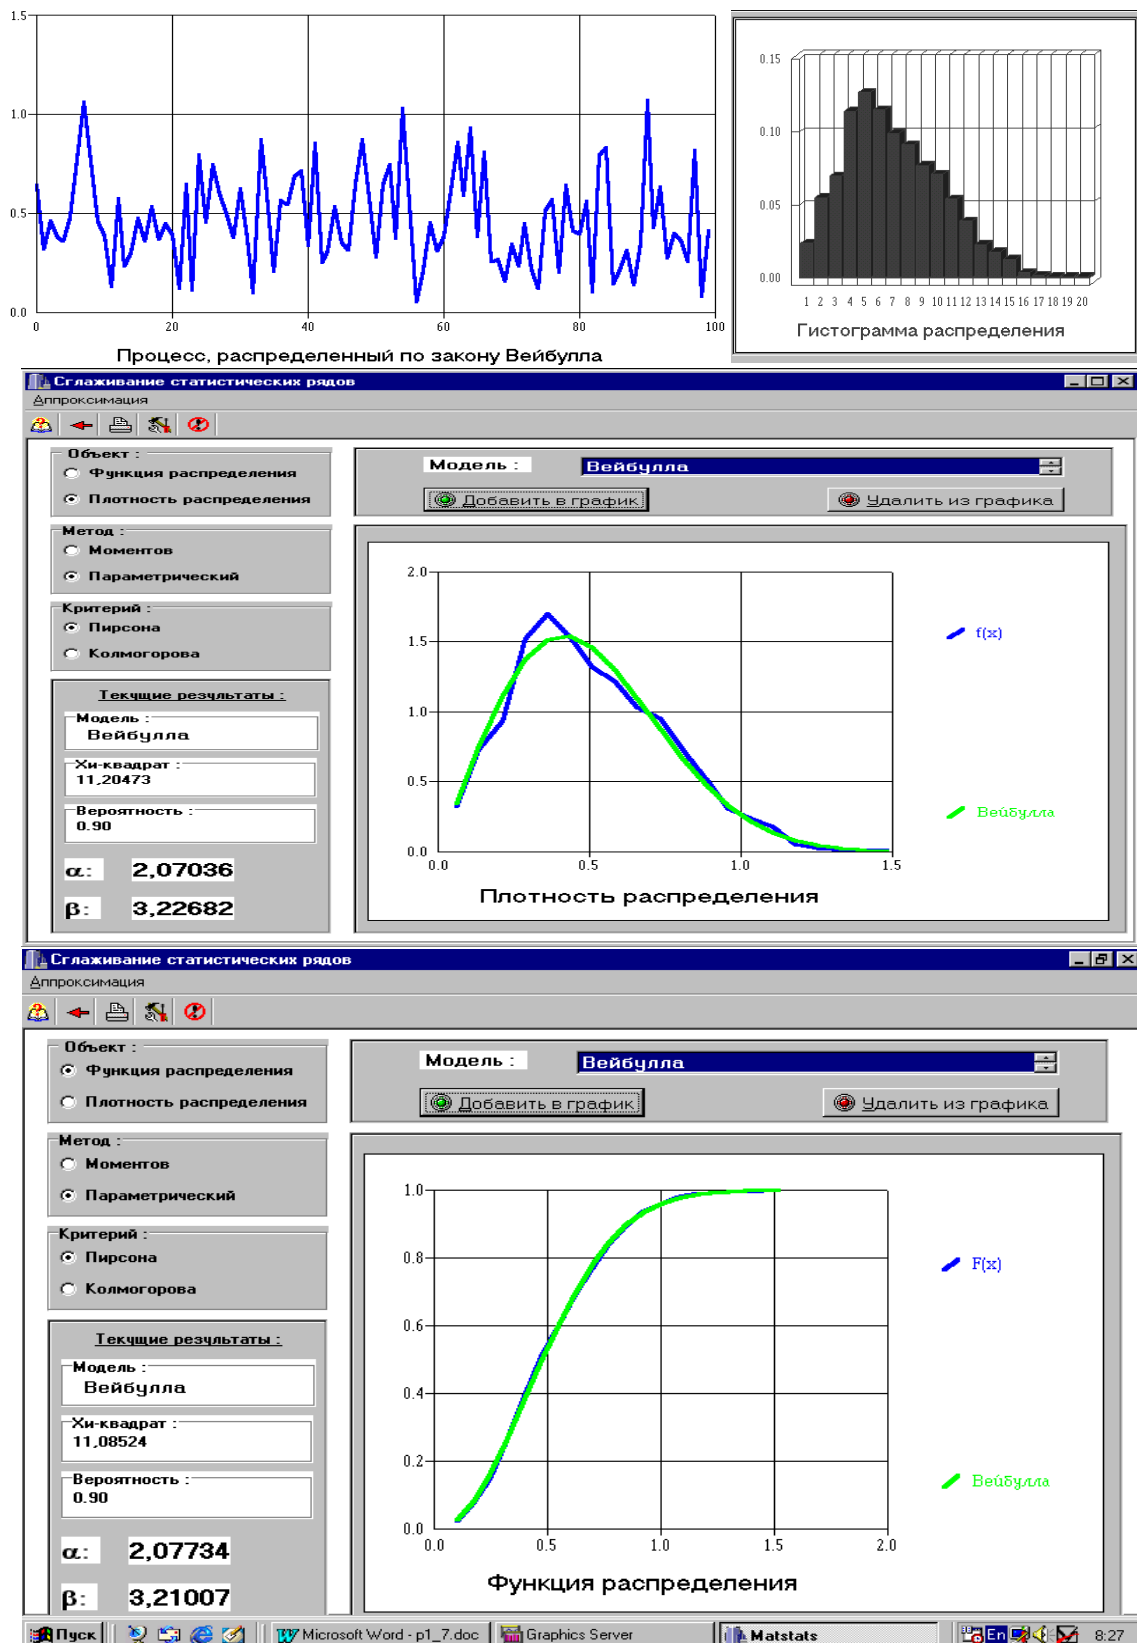 1.5
1.0
0.5
0.0
0 20 40 60 80 100
Процесс, распределенный по закону Вейбулла
0.15
0.10
0.05
0.00
1 2 3 4 5 6 7 8 9 10 11 12 13 14 15 16 17 18 19 20
Гистограмма распределения
Сглаживание статистических рядов
Аппроксимация
Объект :
Функция распределения
Плотность распределения
Метод :
Моментов
Параметрический
Критерий :
Пирсона
Колмогорова
Текущие результаты :
Модель :
Вейбулла
Хи-квадрат :
11,20473
Вероятность :
0.90
α: 2,07036
β: 3,22682
Модель : Вейбулла
Добавить в график Удалить из графика
2.0
1.5
1.0
0.5
0.0
0.0 0.5 1.0 1.5
f(x)
Вейбулла
Плотность распределения
Сглаживание статистических рядов
Аппроксимация
Объект :
Функция распределения
Плотность распределения
Метод :
Моментов
Параметрический
Критерий :
Пирсона
Колмогорова
Текущие результаты :
Модель :
Вейбулла
Хи-квадрат :
11,08524
Вероятность :
0.90
α: 2,07734
β: 3,21007
Модель : Вейбулла
Добавить в график Удалить из графика
1.0
0.8
0.6
0.4
0.2
0.0
0.0 0.5 1.0 1.5 2.0
F(x)
Вейбулла
Функция распределения
Пуск Microsoft Word - p1_7.doc Graphics Server Matstats En 8:27